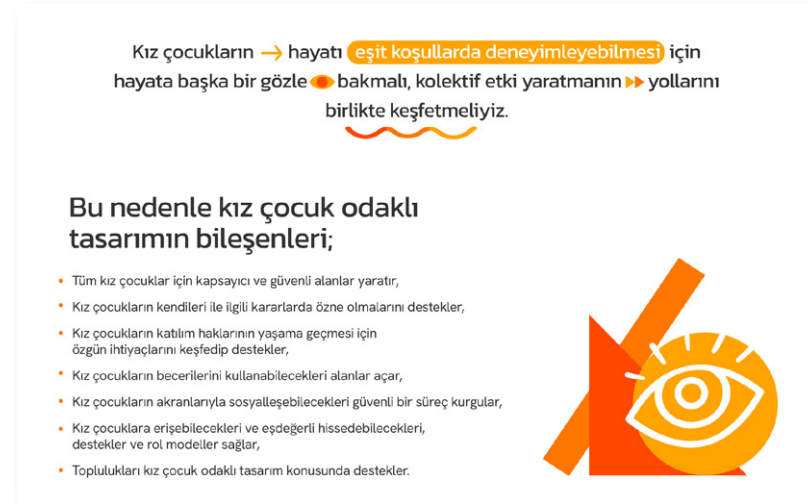 Kız çocukların hayatı eşit koşullarda deneyimleyebilmesi için
hayata başka bir gözle bakmalı, kolektif etki yaratmanın yollarını
birlikte keşfetmeliyiz.
Bu nedenle kız çocuk odaklı
tasarımın bileşenleri;
• Tüm kız çocuklar için kapsayıcı ve güvenli alanlar yaratır,
• Kız çocukların kendileri ile ilgili kararlarda özne olmalarını destekler,
• Kız çocukların katılım haklarının yaşama geçmesi için
özgün ihtiyaçlarını keşfedip destekler,
• Kız çocukların becerilerini kullanabilecekleri alanlar açar,
• Kız çocukların akranlarıyla sosyalleşebilecekleri güvenli bir süreç kurgular,
• Kız çocuklara erişebilecekleri ve eşdeğerli hissedebilecekleri,
destekler ve rol modeller sağlar,
• Toplulukları kız çocuk odaklı tasarım konusunda destekler.